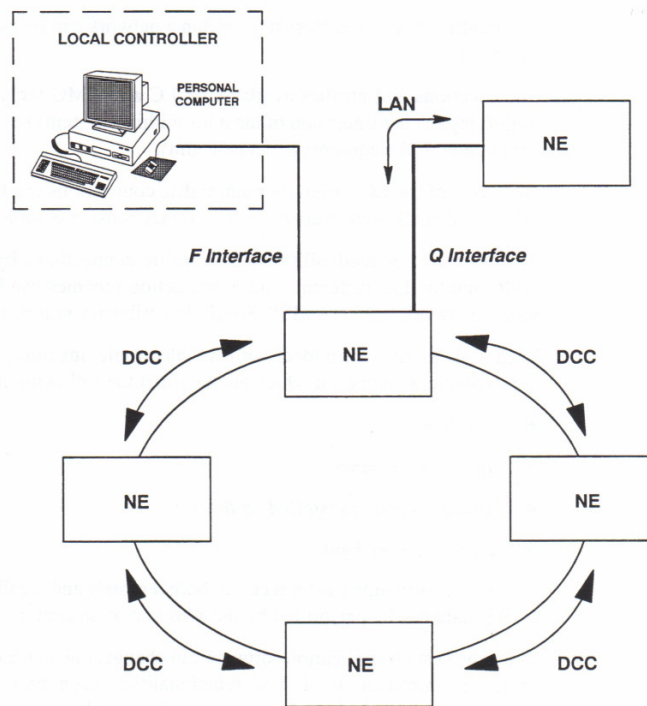 LOCAL CONTROLLER
PERSONAL
COMPUTER
LAN
NE
F Interface
Q Interface
NE
DCC
DCC
NE
NE
NE
DCC
DCC